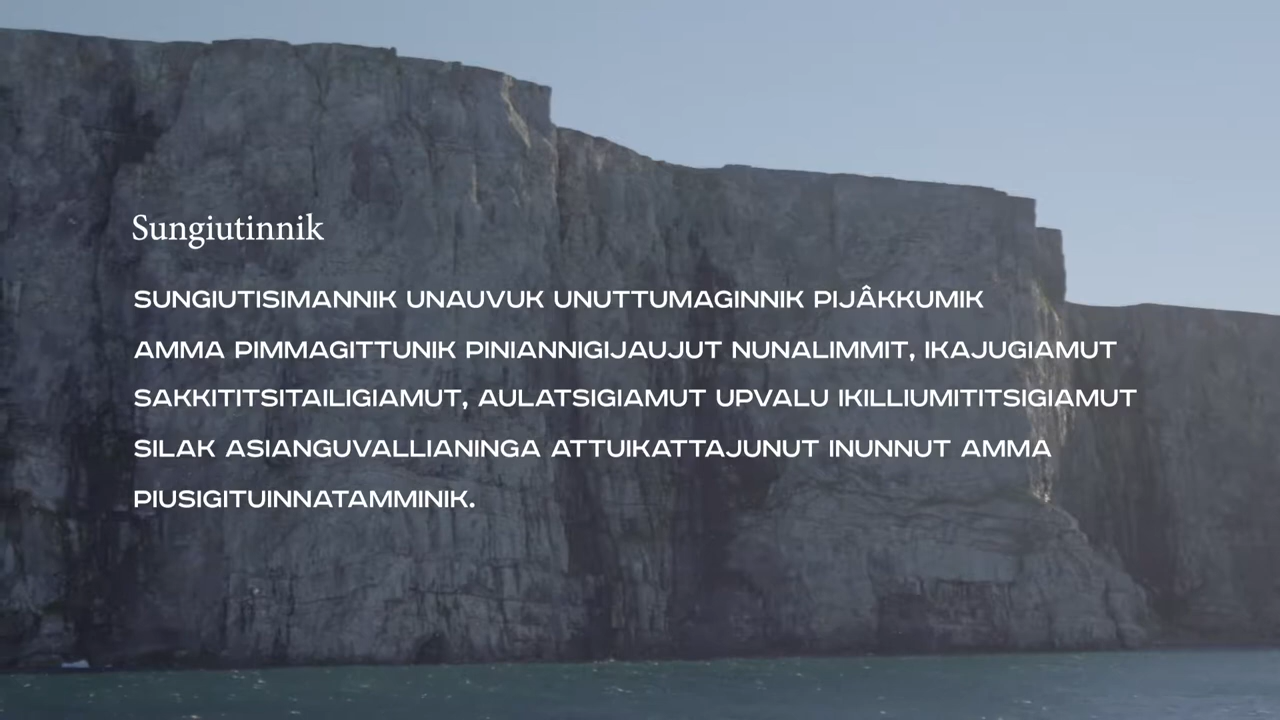 Sungiutinnik
SUNGIUTISIMANNIK UNAUVUK UNUTTUMAGINNIK PIJÂKKUMIK
AMMA PIMMAGITTUNIK PINIANNIGIJAUJUT NUNALIMMIT, IKAJUGIAMUT
SAKKITITSITAILIGIAMUT, AULATSIGIAMUT UPVALU IKILLIUMITITSIGIAMUT
SILAK ASIANGUVALLIANINGA ATTUIKATTAJUNUT INUNNUT AMMA
PIUSIGITUINNATAMMINIK.